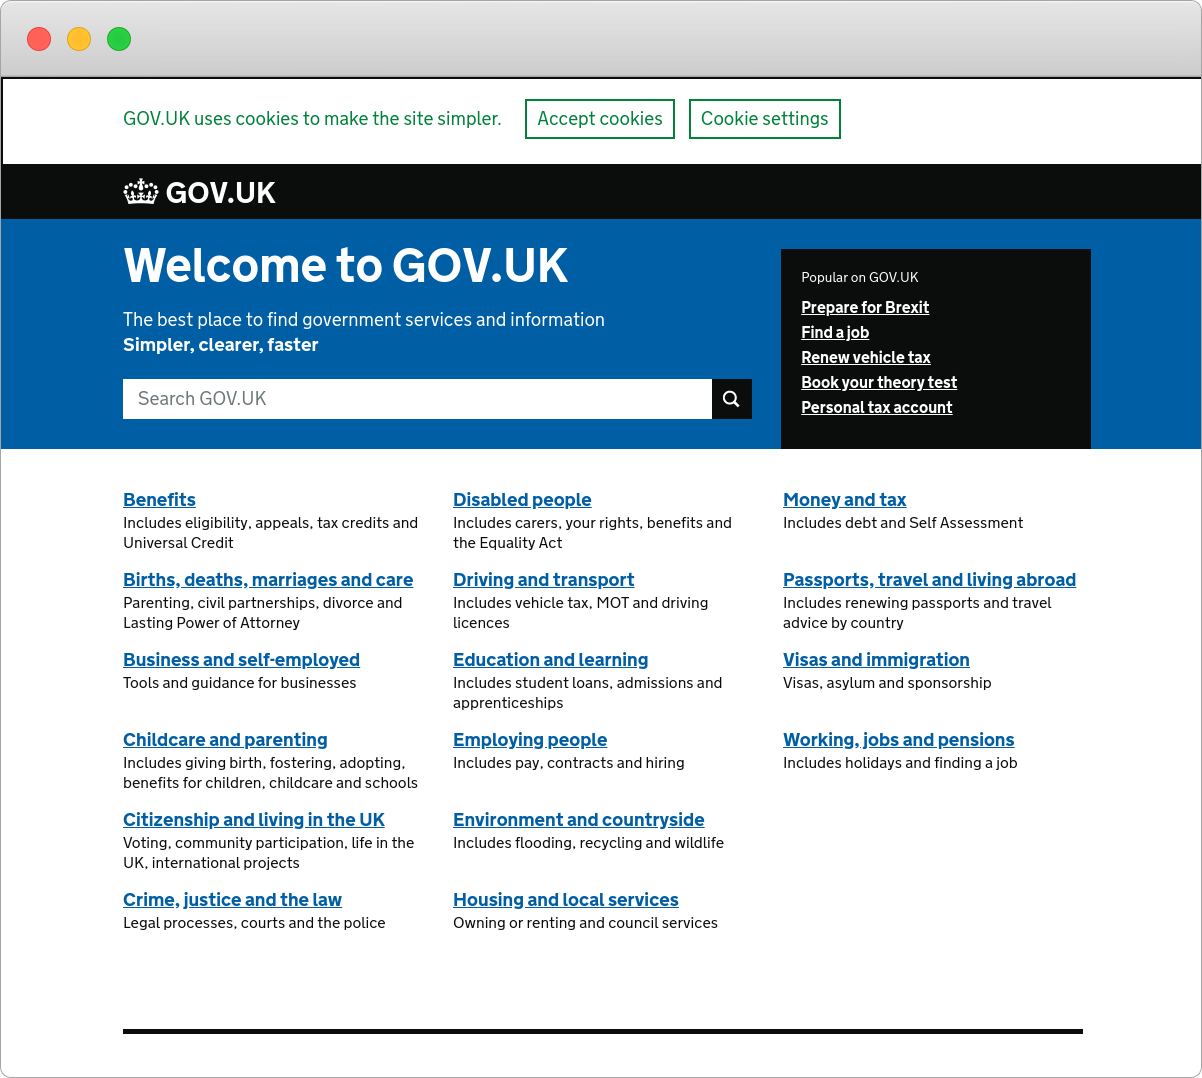 GOV.UK uses cookies to make the site simpler.
Accept cookies
Cookie settings
GOV.UK
Welcome to GOV.UK
The best place to find government services and information
Simpler, clearer, faster
Search GOV.UK
Popular on GOV.UK
Prepare for Brexit
Find a job
Renew vehicle tax
Book your theory test
Personal tax account
Benefits
Includes eligibility, appeals, tax credits and
Universal Credit
Births, deaths, marriages and care
Parenting, civil partnerships, divorce and
Lasting Power of Attorney
Business and self-employed
Tools and guidance for businesses
Childcare and parenting
Includes giving birth, fostering, adopting,
benefits for children, childcare and schools
Citizenship and living in the UK
Voting, community participation, life in the
UK, international projects
Crime, justice and the law
Legal processes, courts and the police
Disabled people
Includes carers, your rights, benefits and
the Equality Act
Driving and transport
Includes vehicle tax, MOT and driving
licences
Education and learning
Includes student loans, admissions and
apprenticeships
Employing people
Includes pay, contracts and hiring
Environment and countryside
Includes flooding, recycling and wildlife
Housing and local services
Owning or renting and council services
Money and tax
Includes debt and Self Assessment
Passports, travel and living abroad
Includes renewing passports and travel
advice by country
Visas and immigration
Visas, asylum and sponsorship
Working, jobs and pensions
Includes holidays and finding a job